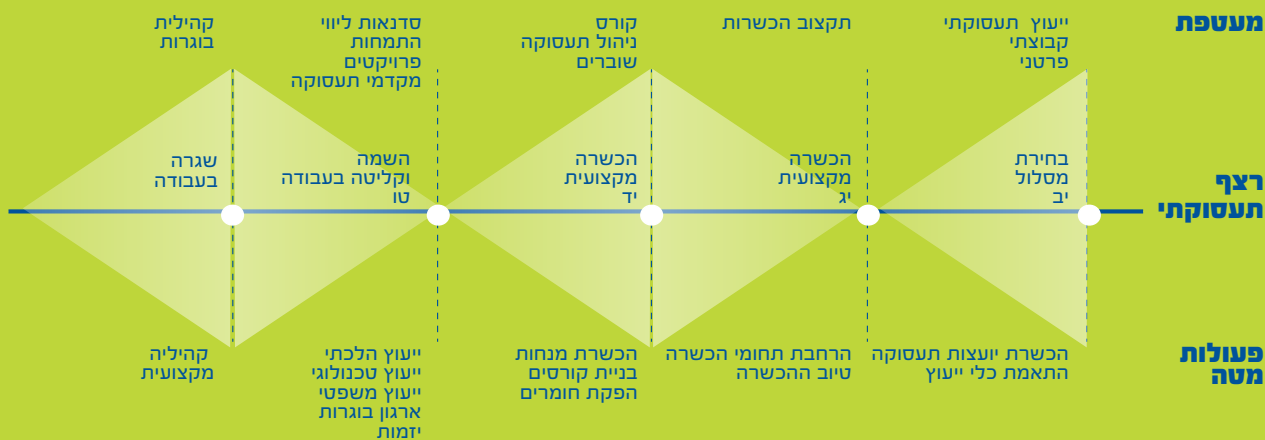 מעטפת
ייעוץ תעסוקתי
קבוצתי
פרטני
תקצוב הכשרות
קורס
ניהול תעסוקה
שוברים
סדנאות ליווי
התמחות
פרויקטים
מקדמי תעסוקה
קהילית
בוגרות
רצף
תעסוקתי
בחירת
מסלול
יב
הכשרה
מקצועית
יג
הכשרה
מקצועית
יד
השמה
וקליטה בעבודה
טו
שגרה
בעבודה
פעולות
מטה
הכשרת יועצות תעסוקה
התאמת כלי ייעוץ
הרחבת תחומי הכשרה
טיוב ההכשרה
הכשרת מנחות
בניית קורסים
הפקת חומרים
ייעוץ הלכתי
ייעוץ טכנולוגי
ייעוץ משפטי
ארגון בוגרות
יזמות
קהיליה
מקצועית